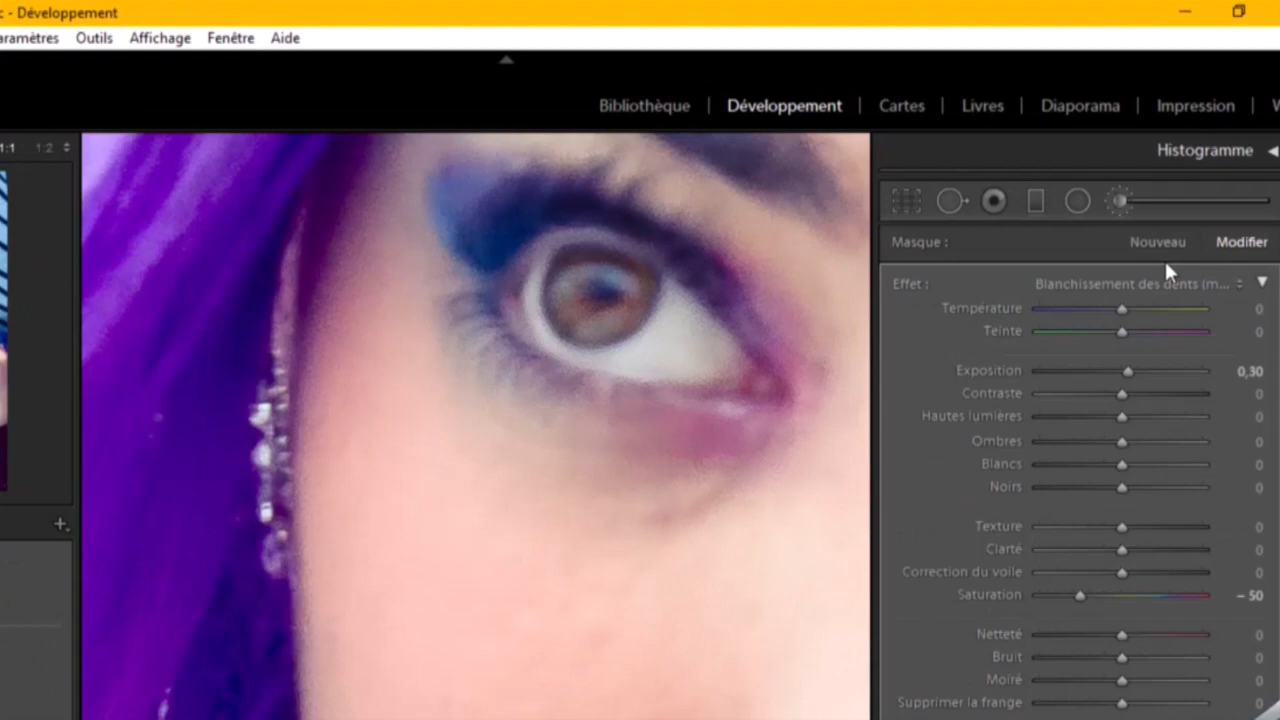 c - Développement
aramètres Outils Affichage Fenêtre Aide
Bibliothèque | Développement | Cartes | Livres | Diaporama | Impression |
1:1 1:2
Histogramme
Masque : Nouveau Modifier
Effet : Blanchissement des dents (m...
Température 0
Teinte 0
Exposition 0,30
Contraste 0
Hautes lumières 0
Ombres 0
Blancs 0
Noirs 0
Texture 0
Clarté 0
Correction du voile 0
Saturation – 50
Netteté 0
Bruit 0
Moiré 0
Supprimer la frange 0